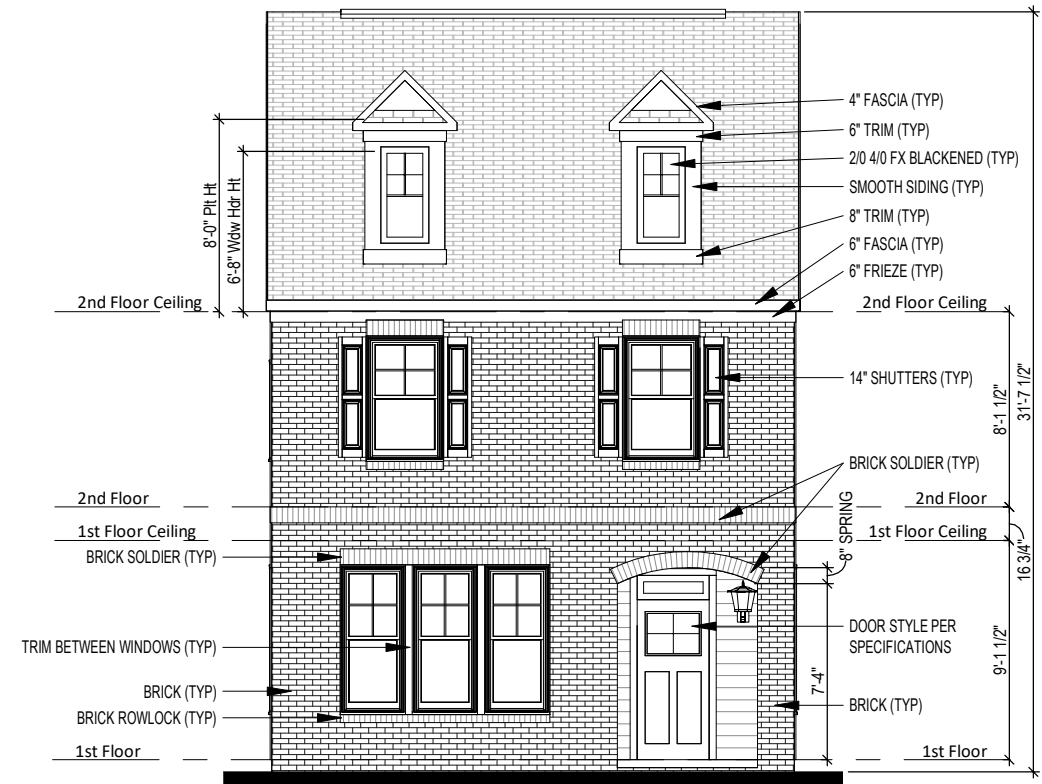 4" FASCIA (TYP)
6" TRIM (TYP)
2/0 4/0 FX BLACKENED (TYP)
SMOOTH SIDING (TYP)
8" TRIM (TYP)
6" FASCIA (TYP)
6" FRIEZE (TYP)
8'-0" Plt Ht
6'-8" Wdw Hdr Ht
2nd Floor Ceiling
2nd Floor Ceiling
14" SHUTTERS (TYP)
8'-1 1/2"
31'-7 1/2"
BRICK SOLDIER (TYP)
2nd Floor
2nd Floor
1st Floor Ceiling
1st Floor Ceiling
8" SPRING
16 3/4"
BRICK SOLDIER (TYP)
DOOR STYLE PER
SPECIFICATIONS
TRIM BETWEEN WINDOWS (TYP)
7'-4"
9'-1 1/2"
BRICK (TYP)
BRICK (TYP)
BRICK ROWLOCK (TYP)
1st Floor
1st Floor